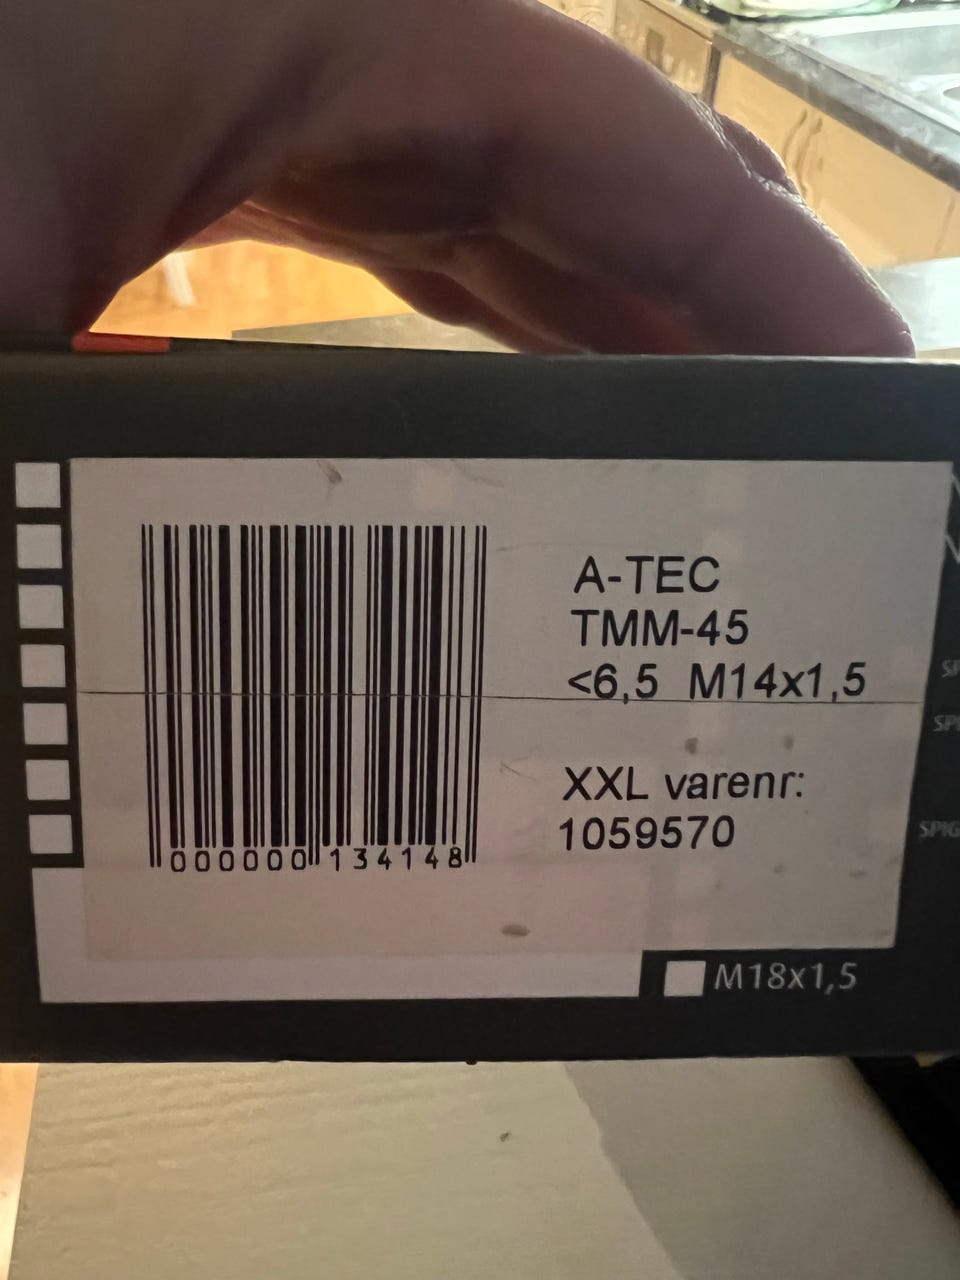 A-TEC
TMM-45
<6,5 M14x1,5
XXL varenr:
1059570
000000 134148
M18x1,5